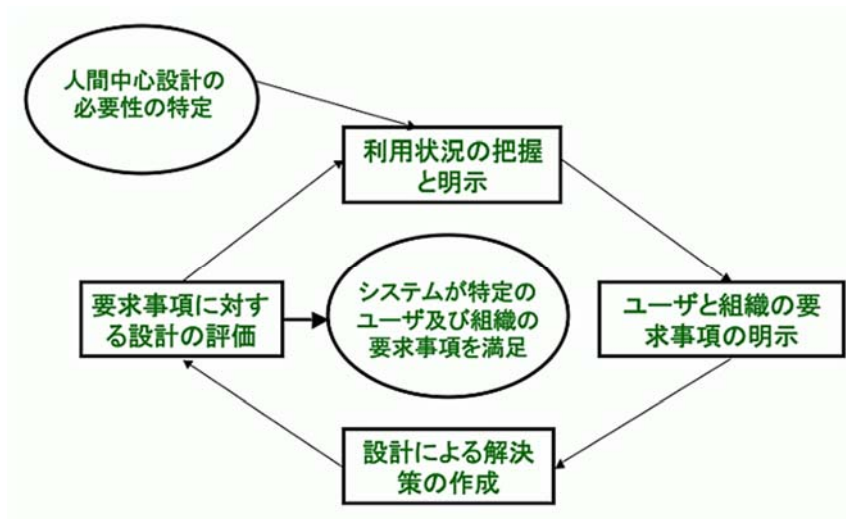 人間中心設計の
必要性の特定
利用状況の把握
と明示
要求事項に対す
る設計の評価
システムが特定の
ユーザ及び組織の
要求事項を満足
ユーザと組織の要
求事項の明示
設計による解決
策の作成